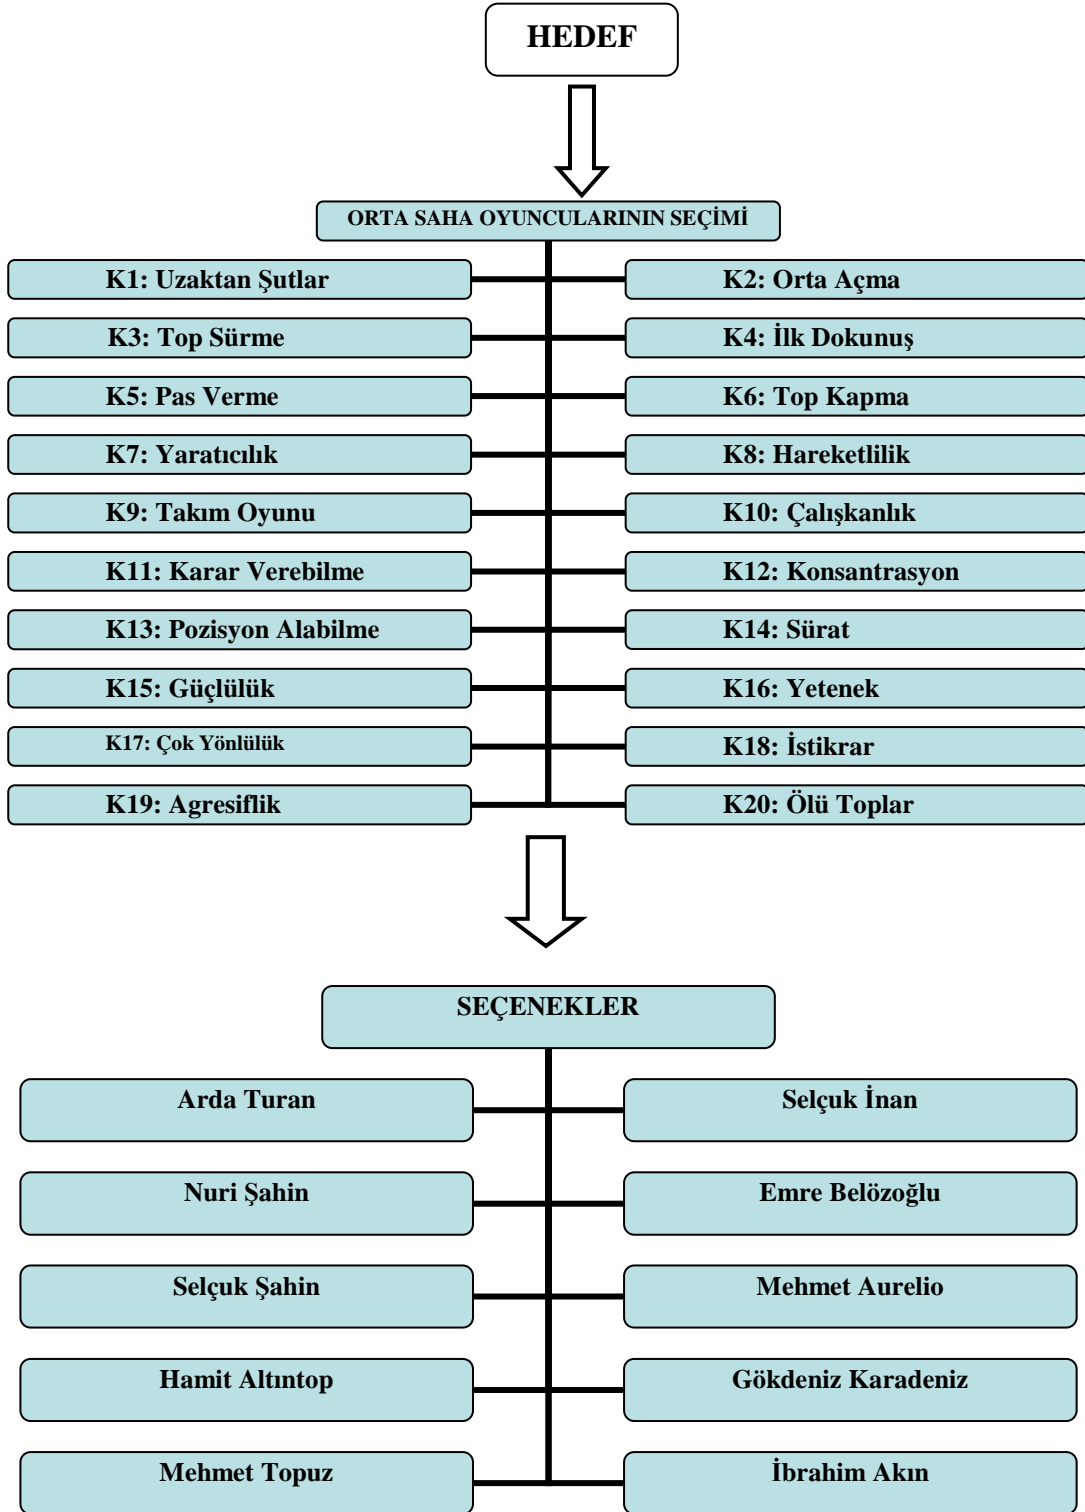 HEDEF
ORTA SAHA OYUNCULARININ SEÇİMİ
K1: Uzaktan Şutlar
K2: Orta Açma
K3: Top Sürme
K4: İlk Dokunuş
K5: Pas Verme
K6: Top Kapma
K7: Yaratıcılık
K8: Hareketlilik
K9: Takım Oyunu
K10: Çalışkanlık
K11: Karar Verebilme
K12: Konsantrasyon
K13: Pozisyon Alabilme
K14: Sürat
K15: Güçlülük
K16: Yetenek
K17: Çok Yönlülük
K18: İstikrar
K19: Agresiflik
K20: Ölü Toplar
SEÇENEKLER
Arda Turan
Selçuk İnan
Nuri Şahin
Emre Belözoğlu
Selçuk Şahin
Mehmet Aurelio
Hamit Altıntop
Gökdeniz Karadeniz
Mehmet Topuz
İbrahim Akın